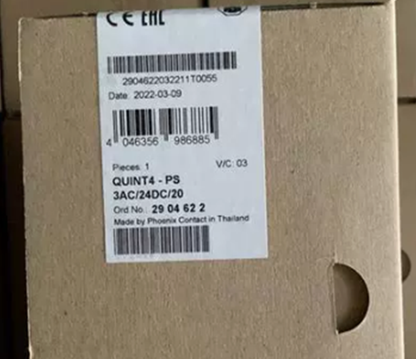 CE EAC
2904622032211T0055
Date: 2022-03-09
4 046356 986885
Pieces: 1 V/C: 03
QUINT4 - PS
3AC/24DC/20
Ord No.: 29 04 62 2
Made by Phoenix Contact in Thailand